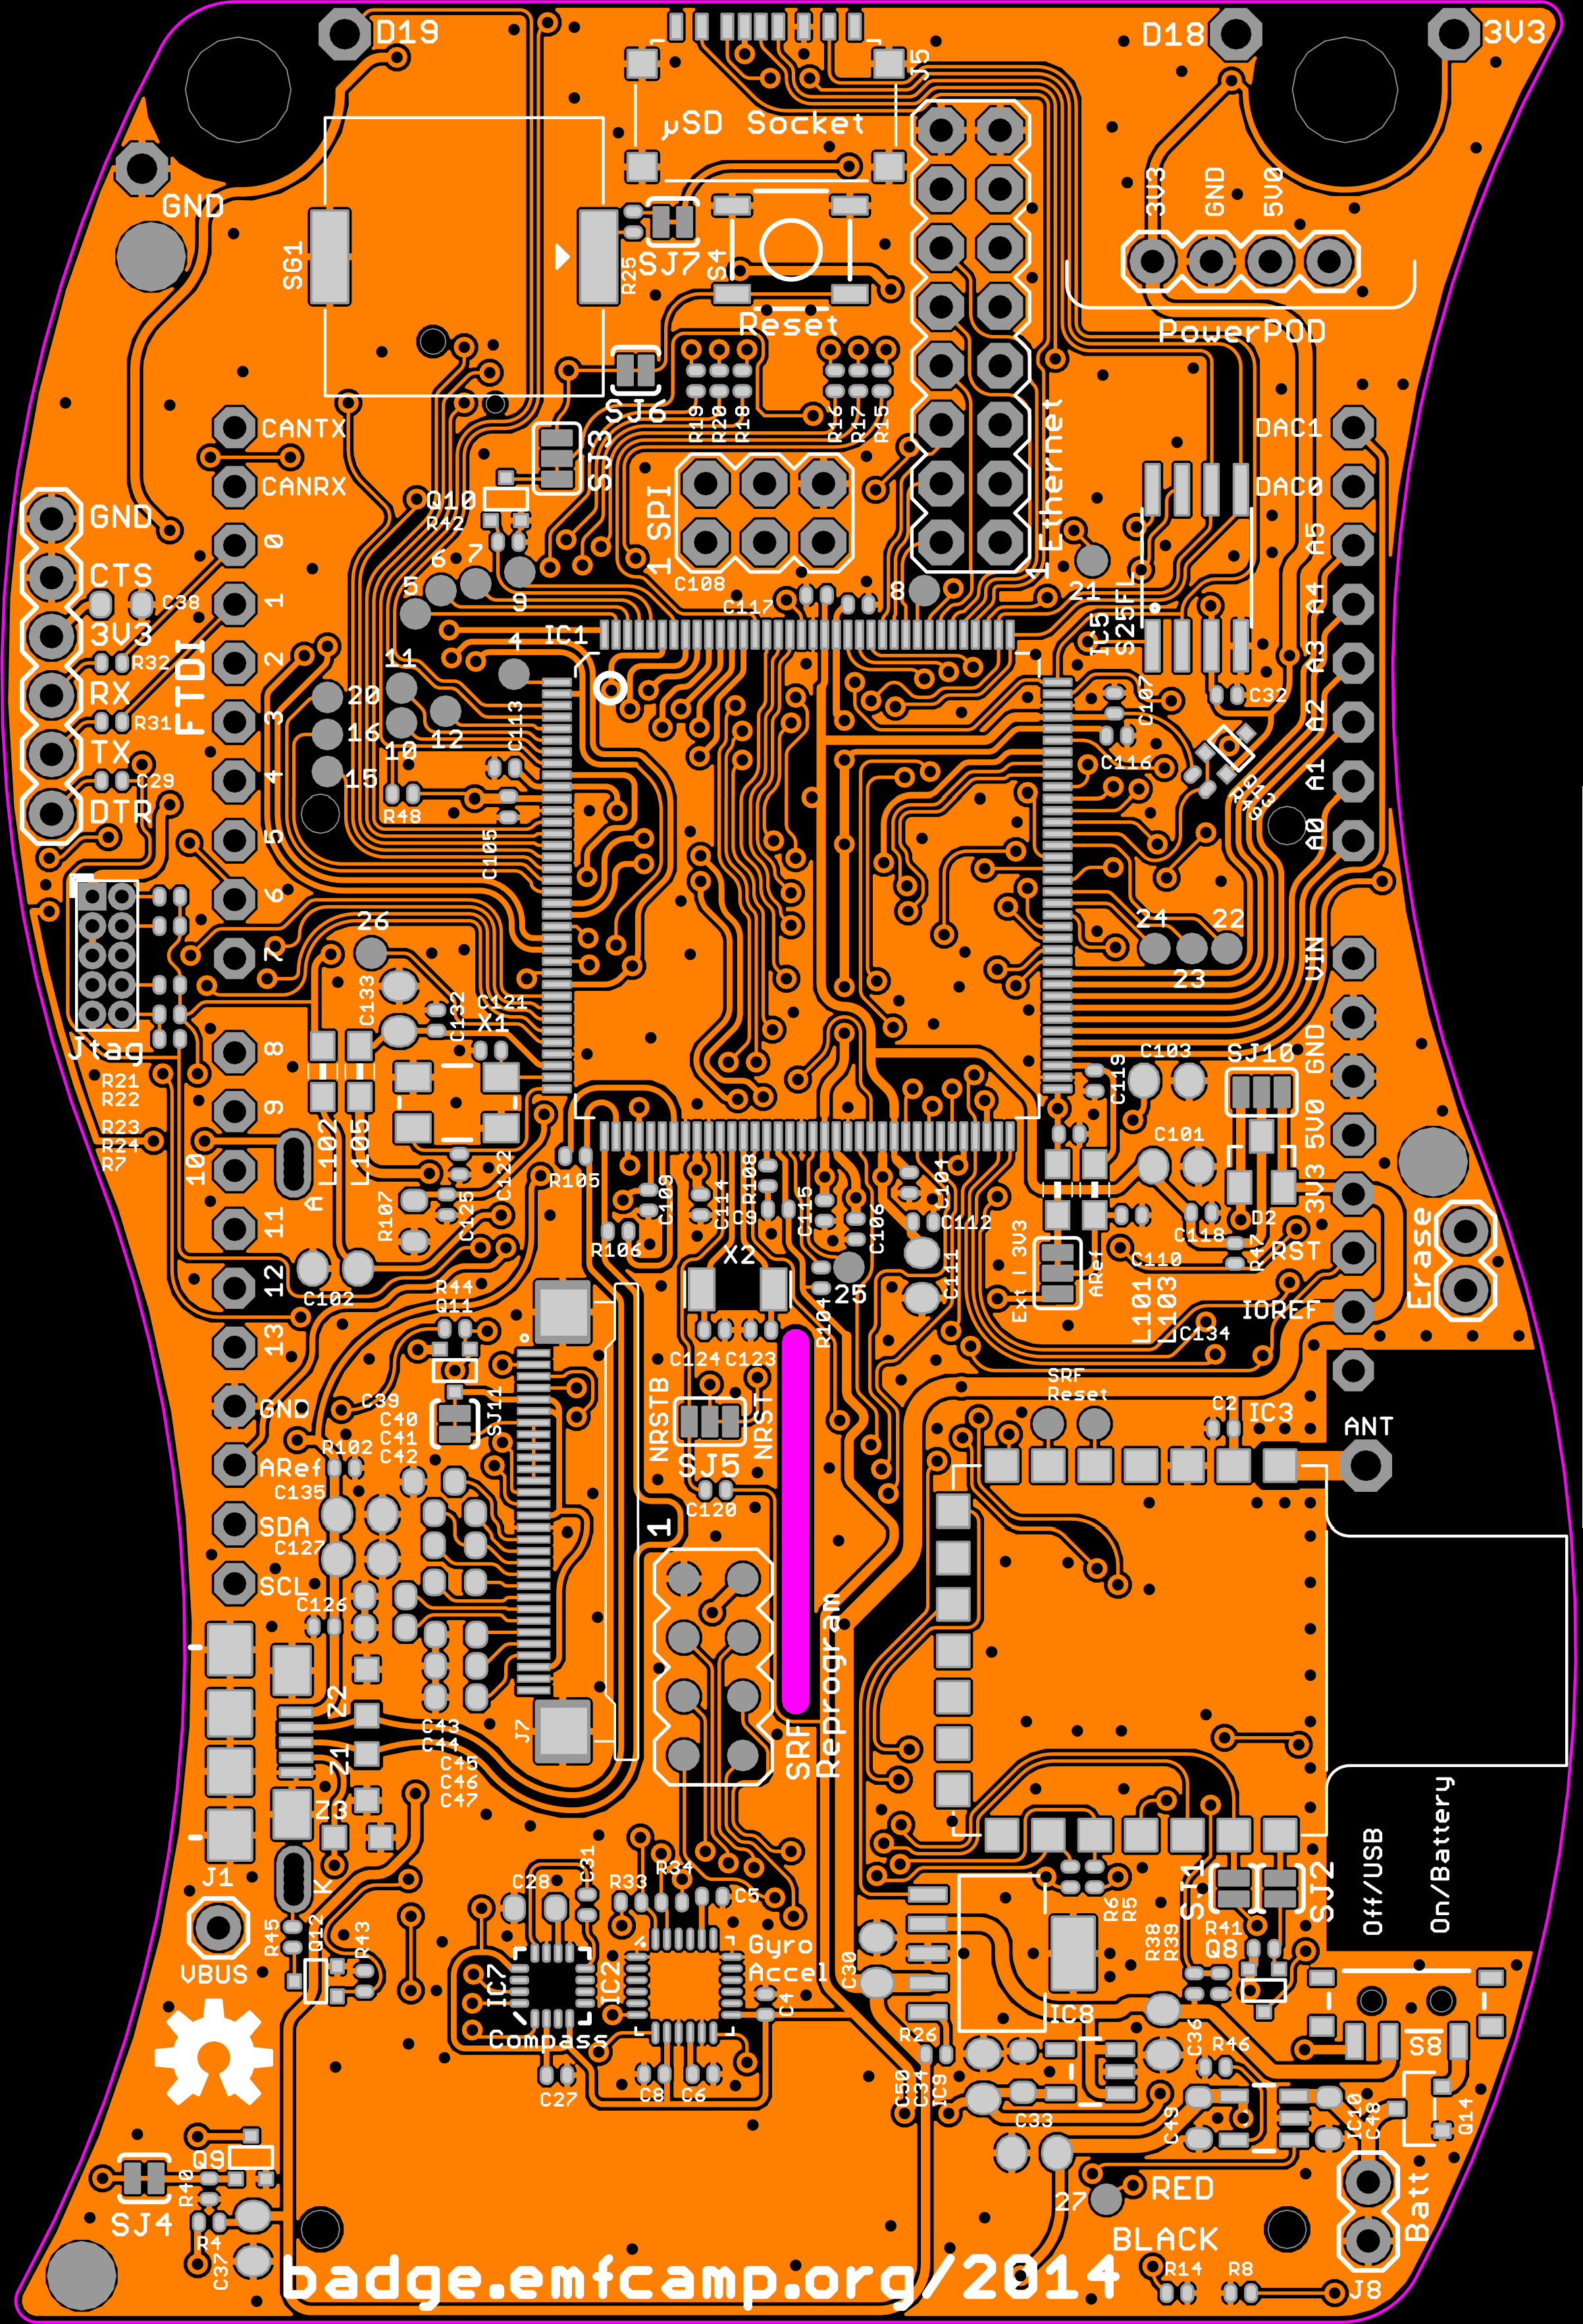 D19
D18
3V3
J5
µSD Socket
GND
3V3
GND
5V0
SG1
R25
SJ7
S4
Reset
PowerPOD
SJ6
R19
R20
R18
R16
R17
R15
CANTX
DAC1
SJ3
CANRX
DAC0
Q10
R42
1 SPI
1 Ethernet
GND
0
A5
CTS
C38
1
5
6
7
9
C108
C117
8
21
A4
IC5
S25FL
3V3
R32
FTDI
2
4
IC1
A3
RX
R31
3
20
11
16
10
12
C113
C107
C32
A2
TX
C29
4
15
C116
A1
DTR
R48
Q13
R49
5
C105
A0
6
26
24
22
7
23
VIN
C133
C132
C121
X1
Jtag
8
C119
C103
SJ10
GND
R21
R22
9
R23
R24
R7
10
A
L102
L105
C122
R105
R108
C104
C101
5V0
3V3
R107
C125
C109
C114
C9
C115
C106
C112
D2
C118
11
R106
X2
C111
Ext | 3V3
ARef
C110
R47
RST
Erase
12
C102
R44
Q11
25
R104
L101
L103
IOREF
13
C134
C124
C123
SRF
Reset
C39
GND
C40
C41
C42
SJ11
NRSTB
NRST
SJ5
C2
IC3
ANT
R102
ARef
C135
C120
SDA
C127
1
SCL
C126
SRF
Reprogram
Z2
Z1
J7
C43
C44
C45
C46
C47
Z3
J1
K
C28
C31
R33
R34
C5
R6
R5
SJ1
SJ2
Off/USB
On/Battery
R45
Q12
R43
VBUS
IC7
IC2
Gyro
Accel
C4
C30
R38
R39
R41
Q8
Compass
IC8
R26
C36
R46
S8
C27
C8
C6
C50
C34
IC9
C33
C49
IC10
C48
Q14
Q9
R40
SJ4
R4
C37
27
RED
BLACK
Batt
R14
R8
J8
badge.emfcamp.org/2014